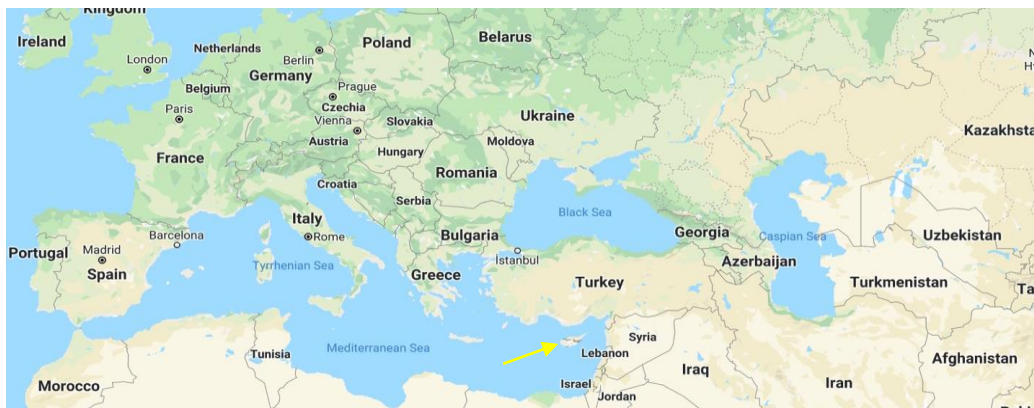 Kingdom
Ireland
London
Netherlands
Berlin
Poland
Belarus
Germany
Belgium
Prague
Czechia
Paris
Vienna
Slovakia
Ukraine
Austria
Moldova
Kazakhsta
France
Hungary
Croatia
Romania
Serbia
Italy
Black Sea
Barcelona
Rome
Bulgaria
Georgia
Caspian Sea
Uzbekistan
Portugal
Madrid
Spain
Tyrrhenian Sea
İstanbul
Azerbaijan
Greece
Turkey
Turkmenistan
Ta
Syria
Mediterranean Sea
Tunisia
Lebanon
Afghanistan
Morocco
Israel
Iraq
Iran
Jordan